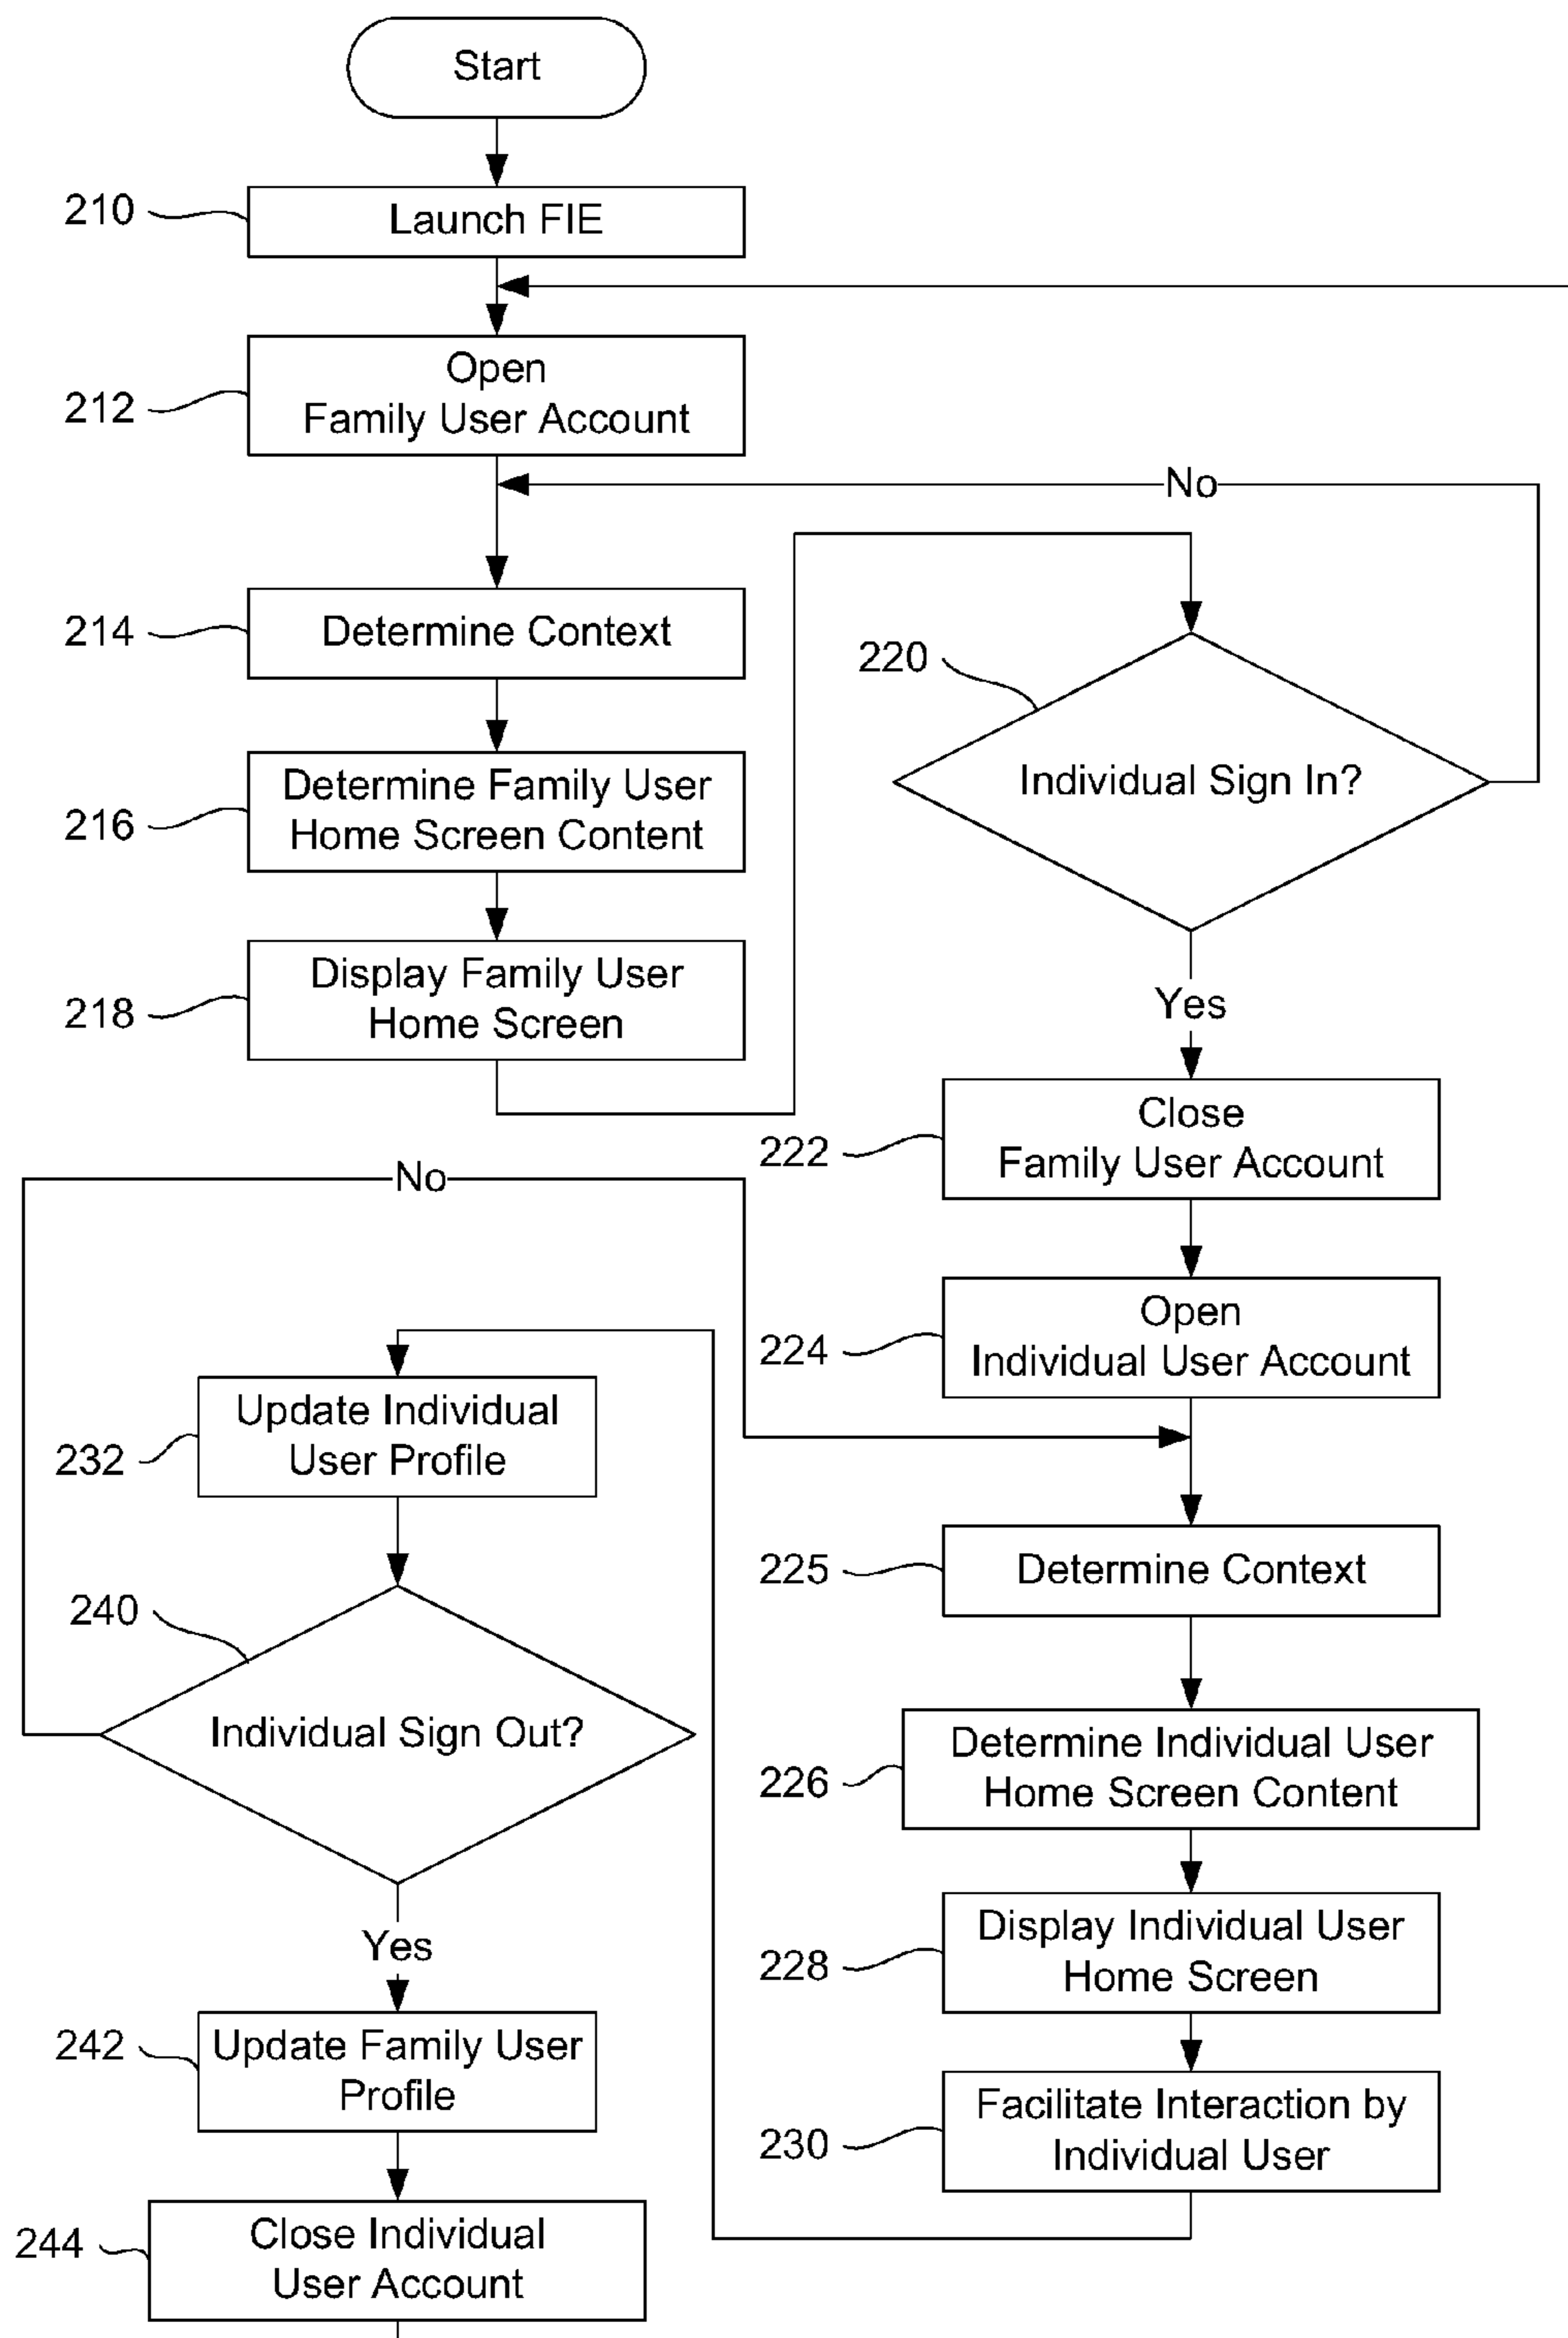 Start
210
Launch FIE
212
Open
Family User Account
No
214
Determine Context
220
Individual Sign In?
216
Determine Family User
Home Screen Content
218
Display Family User
Home Screen
Yes
222
Close
Family User Account
No
224
Open
Individual User Account
232
Update Individual
User Profile
225
Determine Context
240
Individual Sign Out?
226
Determine Individual User
Home Screen Content
Yes
228
Display Individual User
Home Screen
242
Update Family User
Profile
230
Facilitate Interaction by
Individual User
244
Close Individual
User Account